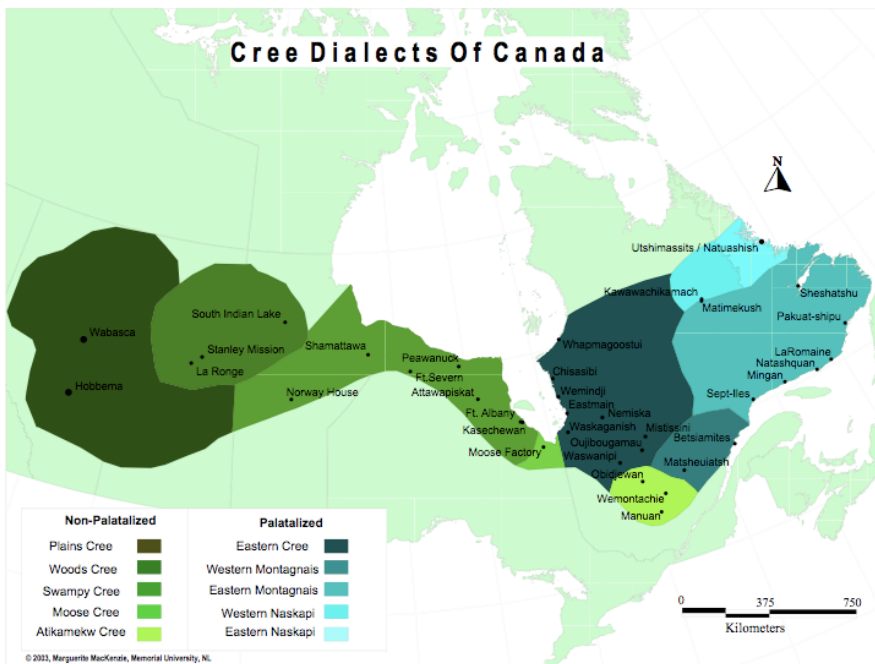 Cree Dialects Of Canada
N
Utshimassits / Natuashish
Kawawachikamach
Sheshatshu
Matimekush
Pakuat-shipu
South Indian Lake
Wabasca
Whapmagoostui
Shamattawa
Stanley Mission
Peawanuck
LaRomaine
La Ronge
Ft.Severn
Chisasibi
Natashquan
Mingan
Hobbema
Norway House
Attawapiskat
Wemindji
Sept-Iles
Eastmain
Ft. Albany
Nemiska
Kasechewan
Waskaganish
Mistissini
Betsiamites
Oujibougamau
Moose Factory
Waswanipi
Matsheuiatsh
Obidjewan
Wemontachie
Manuan
Non-Palatalized
Plains Cree
Woods Cree
Swampy Cree
Moose Cree
Atikamekw Cree
Palatalized
Eastern Cree
Western Montagnais
Eastern Montagnais
Western Naskapi
Eastern Naskapi
0 375 750
Kilometers
© 2003, Marguerite MacKenzie, Memorial University, NL